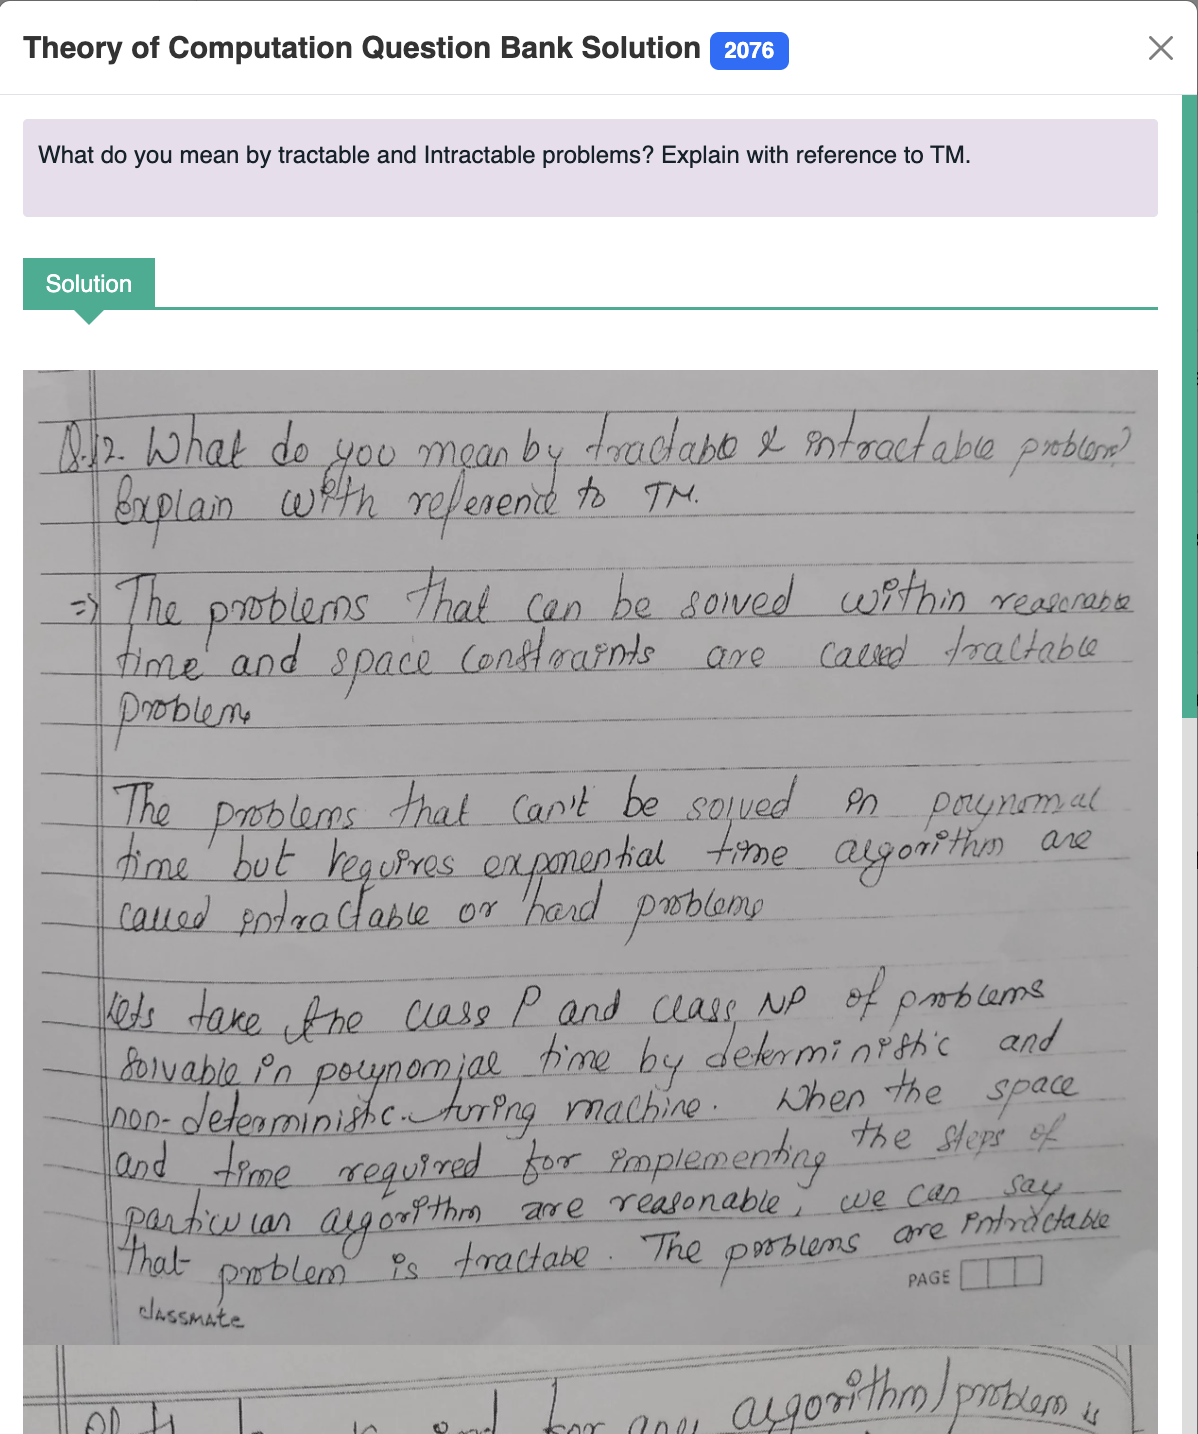 Theory of Computation Question Bank Solution 2076
What do you mean by tractable and Intractable problems? Explain with reference to TM.
Solution
Q.12. What do you mean by tractable & intractable problem?
Explain with reference to TM.
=> The problems that can be solved within reasonable
time and space constraints are called tractable
problem.
The problems that can't be solved in polynomial
time but requires exponential time algorithm are
called intractable or hard problems
Lets take the class P and class NP of problems
solvable in polynomial time by deterministic and
non-deterministic turing machine. When the space
and time required for implementing the steps of
particular algorithm are reasonable, we can say
that problem is tractabe. The problems are intractable
PAGE
classmate
for any algorithm/problem is